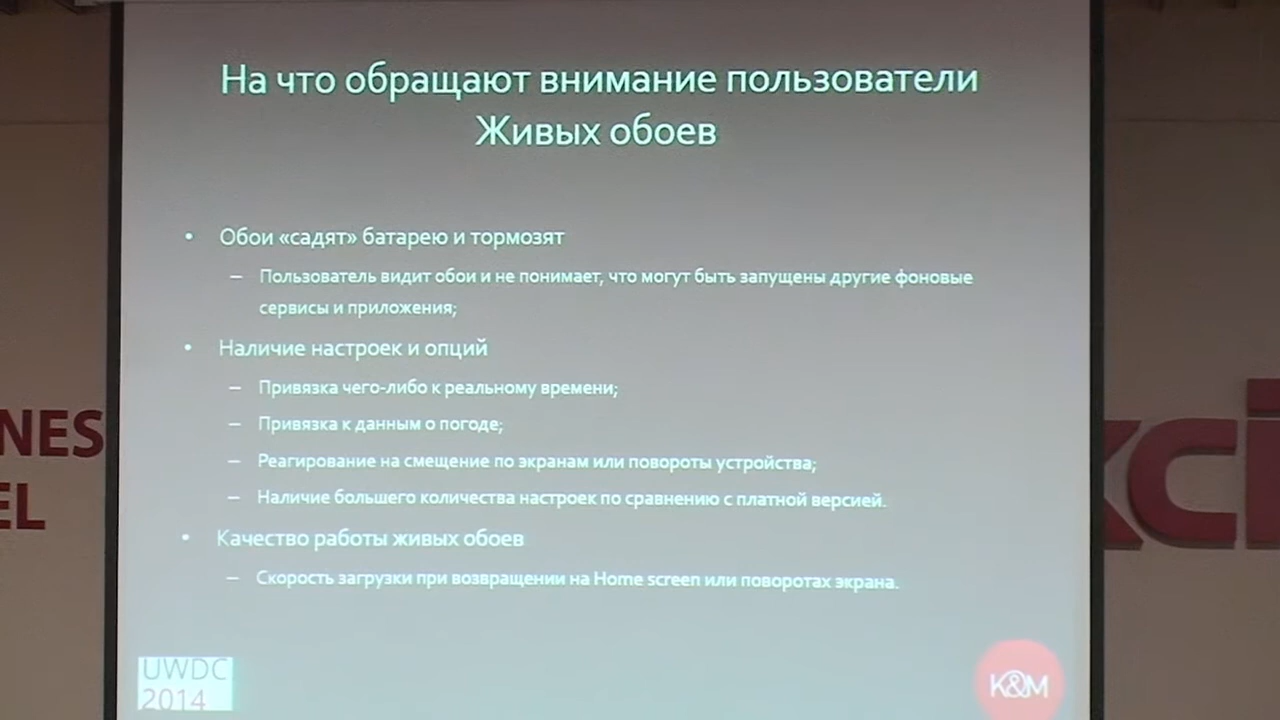 На что обращают внимание пользователи
Живых обоев
• Обои «садят» батарею и тормозят
– Пользователь видит обои и не понимает, что могут быть запущены другие фоновые
сервисы и приложения;
• Наличие настроек и опций
– Привязка чего-либо к реальному времени;
– Привязка к данным о погоде;
– Реагирование на смещение по экранам или повороты устройства;
– Наличие большего количества настроек по сравнению с платной версией.
• Качество работы живых обоев
– Скорость загрузки при возвращении на Home screen или поворотах экрана.
NES
EL
UWDC
2014
K&M